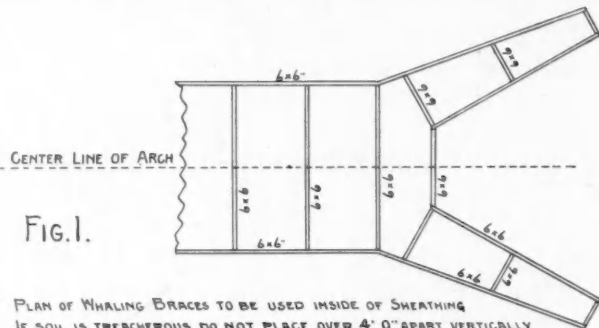 6×6"
6×6
6×6
CENTER LINE OF ARCH
6×6
6×6
6×6
6×6
FIG.1.
6×6"
6×6
6×6
6×6
PLAN OF WHALING BRACES TO BE USED INSIDE OF SHEATHING
IF SOIL IS TREACHEROUS DO NOT PLACE OVER 4' 0" APART VERTICALLY